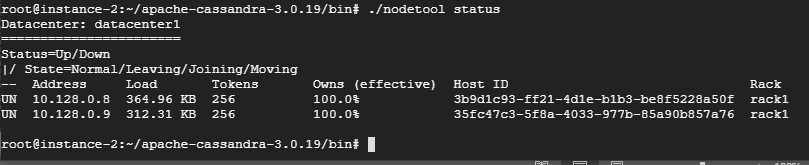 root@instance-2:~/apache-cassandra-3.0.19/bin# ./nodetool status
Datacenter: datacenter1
=======================
Status=Up/Down
|/ State=Normal/Leaving/Joining/Moving
--  Address     Load       Tokens       Owns (effective)  Host ID                               Rack
UN  10.128.0.8  364.96 KB  256          100.0%            3b9d1c93-ff21-4d1e-b1b3-be8f5228a50f  rack1
UN  10.128.0.9  312.31 KB  256          100.0%            35fc47c3-5f8a-4033-977b-85a90b857a76  rack1
root@instance-2:~/apache-cassandra-3.0.19/bin#